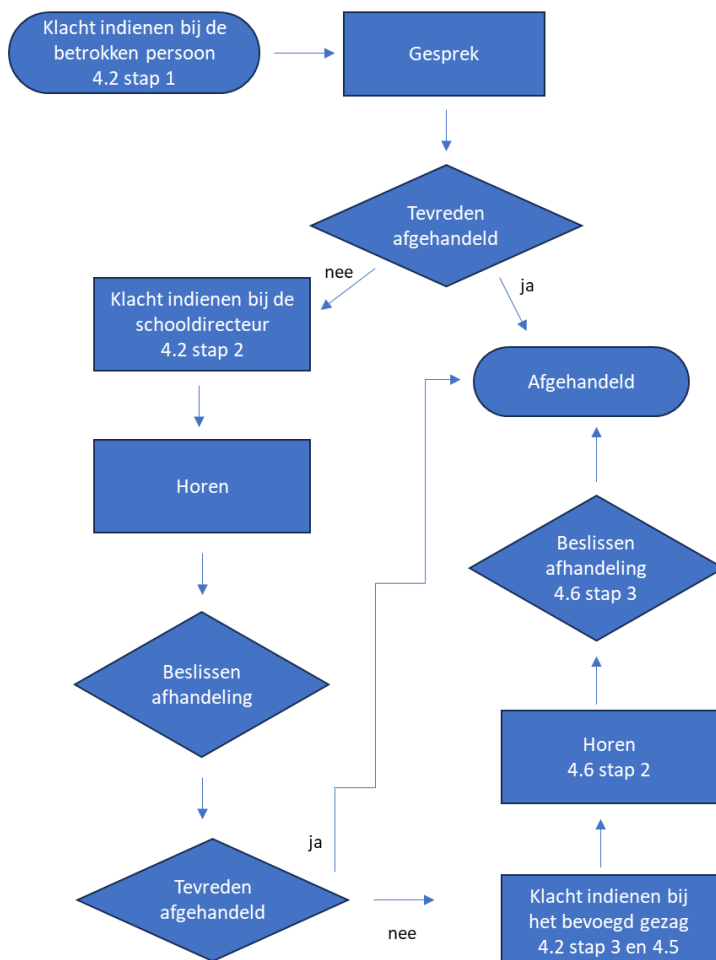 Klacht indienen bij de
betrokken persoon
4.2 stap 1
Gesprek
Tevreden
afgehandeld
nee
ja
Klacht indienen bij de
schooldirecteur
4.2 stap 2
Afgehandeld
Horen
Beslissen
afhandeling
4.6 stap 3
Beslissen
afhandeling
Horen
4.6 stap 2
ja
Tevreden
afgehandeld
nee
Klacht indienen bij
het bevoegd gezag
4.2 stap 3 en 4.5